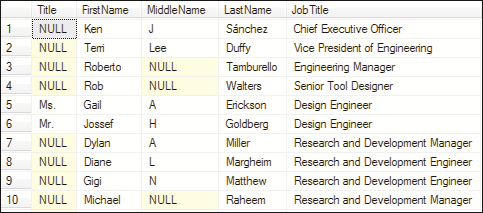 Title FirstName MiddleName LastName JobTitle
1 NULL Ken J Sánchez Chief Executive Officer
2 NULL Terri Lee Duffy Vice President of Engineering
3 NULL Roberto NULL Tamburello Engineering Manager
4 NULL Rob NULL Walters Senior Tool Designer
5 Ms. Gail A Erickson Design Engineer
6 Mr. Jossef H Goldberg Design Engineer
7 NULL Dylan A Miller Research and Development Manager
8 NULL Diane L Margheim Research and Development Engineer
9 NULL Gigi N Matthew Research and Development Engineer
10 NULL Michael NULL Raheem Research and Development Manager